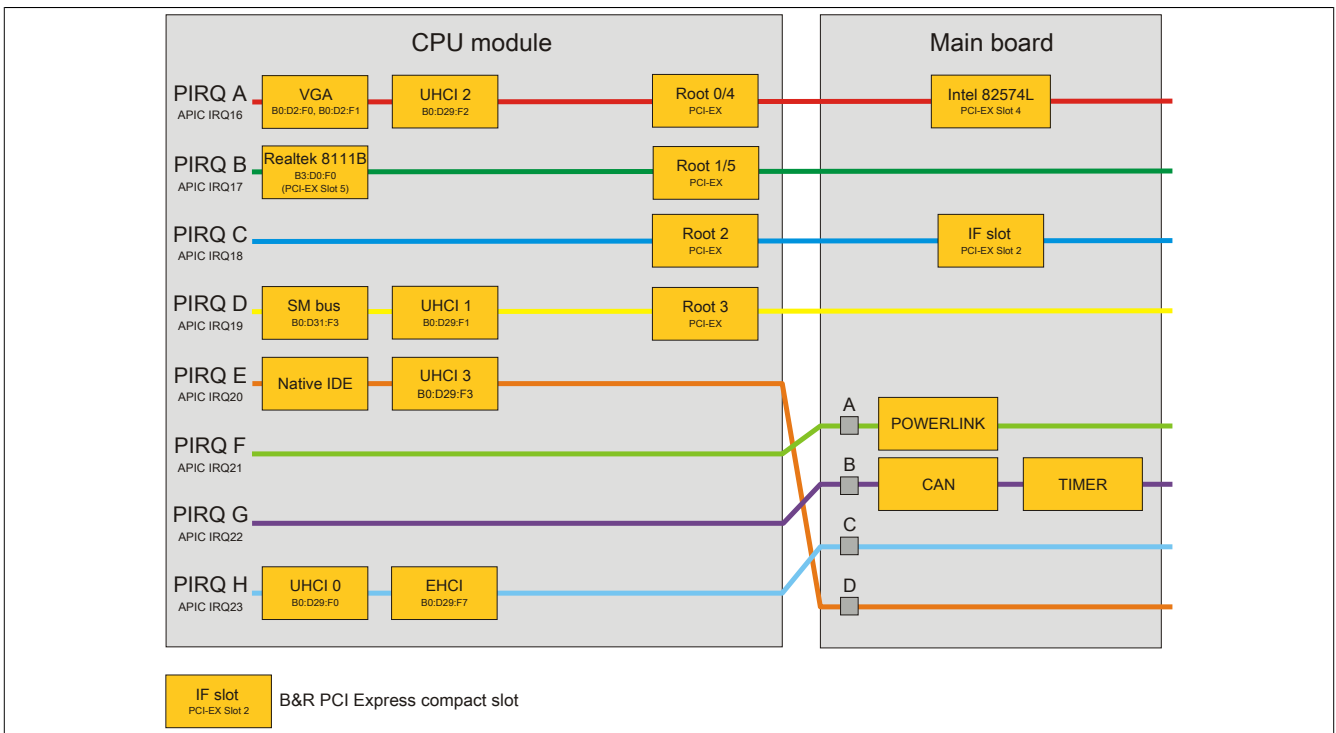 CPU module
Main board
PIRQ A
APIC IRQ16
VGA
B0:D2:F0, B0:D2:F1
UHCI 2
B0:D29:F2
Root 0/4
PCI-EX
Intel 82574L
PCI-EX Slot 4
PIRQ B
APIC IRQ17
Realtek 8111B
B3:D0:F0
(PCI-EX Slot 5)
Root 1/5
PCI-EX
PIRQ C
APIC IRQ18
Root 2
PCI-EX
IF slot
PCI-EX Slot 2
PIRQ D
APIC IRQ19
SM bus
B0:D31:F3
UHCI 1
B0:D29:F1
Root 3
PCI-EX
PIRQ E
APIC IRQ20
Native IDE
UHCI 3
B0:D29:F3
A
POWERLINK
PIRQ F
APIC IRQ21
B
CAN
TIMER
PIRQ G
APIC IRQ22
C
PIRQ H
APIC IRQ23
UHCI 0
B0:D29:F0
EHCI
B0:D29:F7
D
IF slot
PCI-EX Slot 2
B&R PCI Express compact slot